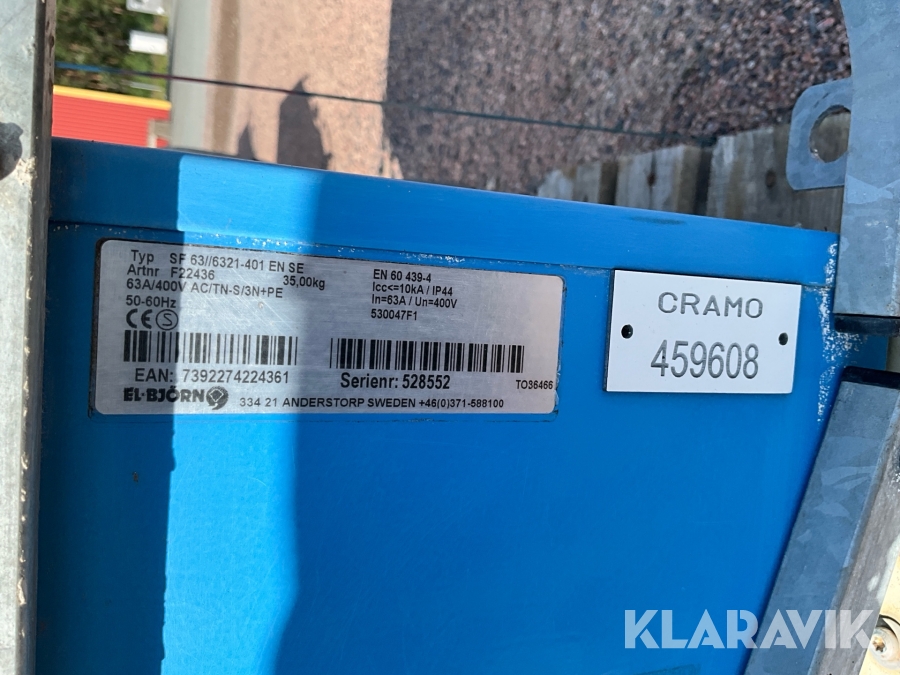 Typ SF 63//6321-401 EN SE
Artnr F22436
35,00kg
63A/400V AC/TN-S/3N+PE
50-60Hz
CE S
EN 60 439-4
Icc<=10kA / IP44
In=63A / Un=400V
530047F1
EAN: 7392274224361
Serienr: 528552
TO36466
EL-BJÖRN
334 21 ANDERSTORP SWEDEN +46(0)371-588100
CRAMO
459608
KLARAVIK